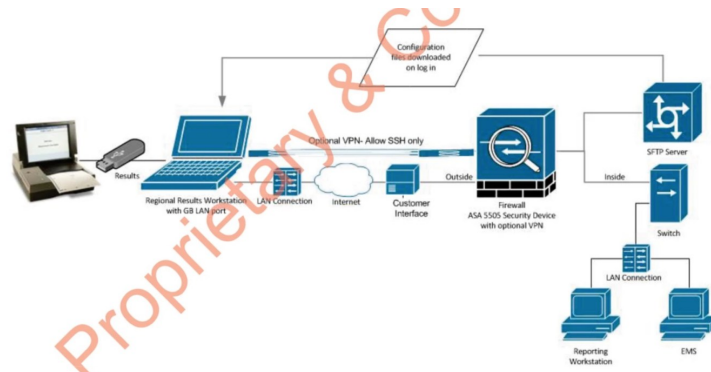 Configuration
files downloaded
on log in
Optional VPN- Allow SSH only
SFTP Server
Results
Regional Results Workstation
with GB LAN port
LAN Connection
Internet
Customer
Interface
Outside
Firewall
ASA 5505 Security Device
with optional VPN
Inside
Switch
LAN Connection
Reporting
Workstation
EMS
Proprietary & Co